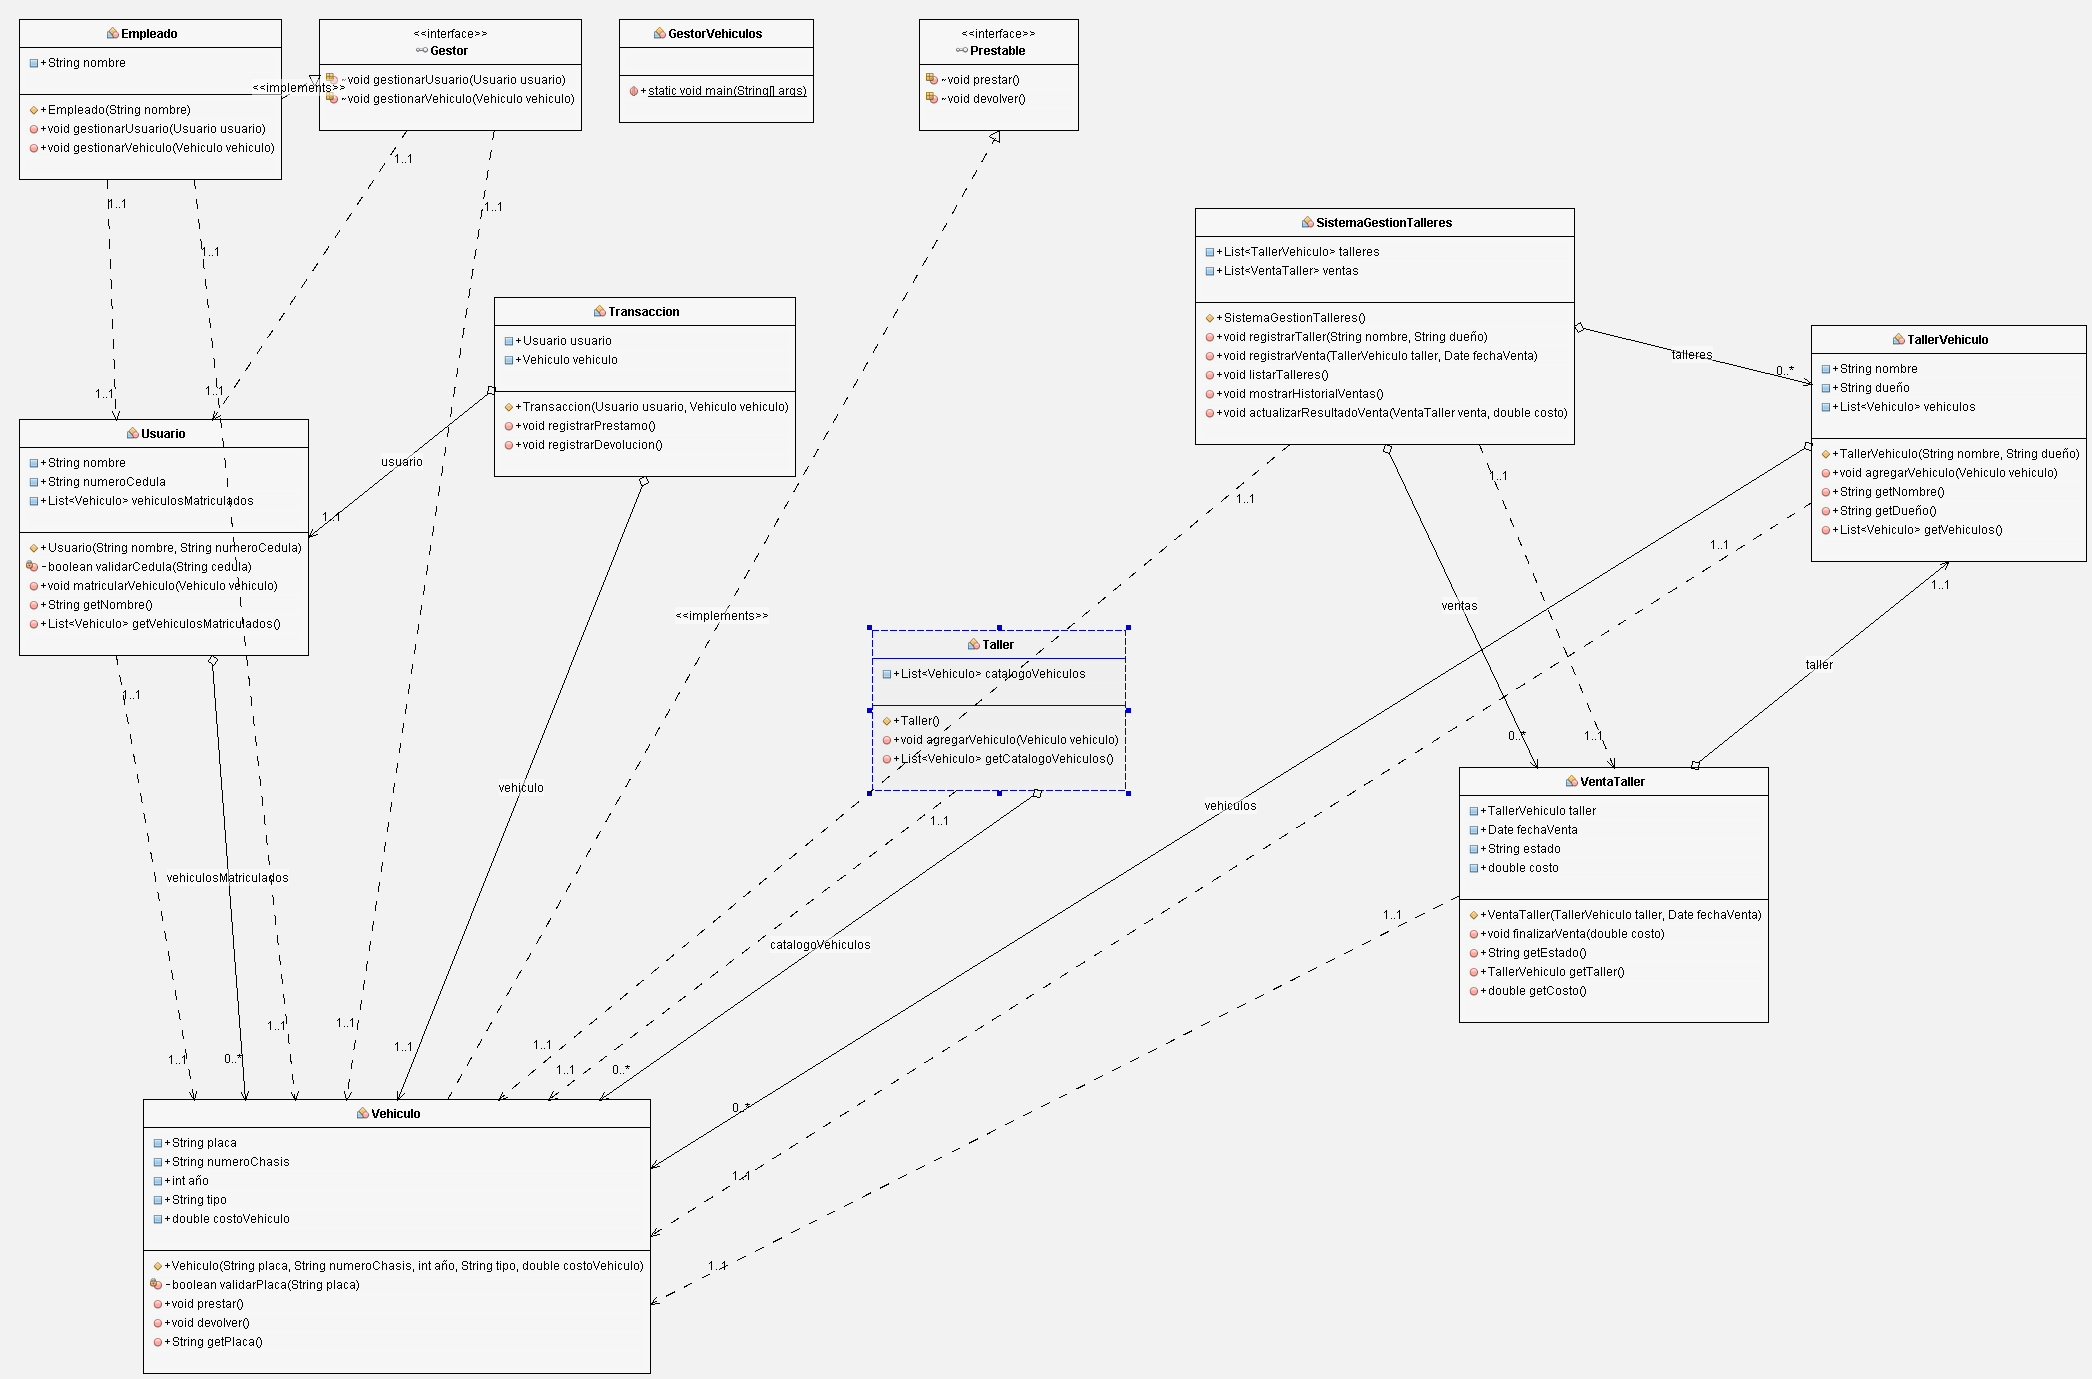 Empleado
+String nombre
+Empleado(String nombre)
+void gestionarUsuario(Usuario usuario)
+void gestionarVehiculo(Vehiculo vehiculo)
<<implements>>
<<interface>>
Gestor
~void gestionarUsuario(Usuario usuario)
~void gestionarVehiculo(Vehiculo vehiculo)
GestorVehiculos
+static void main(String[] args)
<<interface>>
Prestable
~void prestar()
~void devolver()
1..1
1..1
1..1
1..1
1..1
1..1
SistemaGestionTalleres
+List<TallerVehiculo> talleres
+List<VentaTaller> ventas
+SistemaGestionTalleres()
+void registrarTaller(String nombre, String dueño)
+void registrarVenta(TallerVehiculo taller, Date fechaVenta)
+void listarTalleres()
+void mostrarHistorialVentas()
+void actualizarResultadoVenta(VentaTaller venta, double costo)
talleres
0..*
TallerVehiculo
+String nombre
+String dueño
+List<Vehiculo> vehiculos
+TallerVehiculo(String nombre, String dueño)
+void agregarVehiculo(Vehiculo vehiculo)
+String getNombre()
+String getDueño()
+List<Vehiculo> getVehiculos()
Transaccion
+Usuario usuario
+Vehiculo vehiculo
+Transaccion(Usuario usuario, Vehiculo vehiculo)
+void registrarPrestamo()
+void registrarDevolucion()
usuario
1..1
Usuario
+String nombre
+String numeroCedula
+List<Vehiculo> vehiculosMatriculados
+Usuario(String nombre, String numeroCedula)
-boolean validarCedula(String cedula)
+void matricularVehiculo(Vehiculo vehiculo)
+String getNombre()
+List<Vehiculo> getVehiculosMatriculados()
1..1
1..1
1..1
1..1
ventas
<<implements>>
Taller
+List<Vehiculo> catalogoVehiculos
+Taller()
+void agregarVehiculo(Vehiculo vehiculo)
+List<Vehiculo> getCatalogoVehiculos()
taller
1..1
0..*
1..1
vehiculo
vehiculos
1..1
VentaTaller
+TallerVehiculo taller
+Date fechaVenta
+String estado
+double costo
+VentaTaller(TallerVehiculo taller, Date fechaVenta)
+void finalizarVenta(double costo)
+String getEstado()
+TallerVehiculo getTaller()
+double getCosto()
vehiculosMatriculados
1..1
catalogoVehiculos
1..1
0..*
1..1
1..1
1..1
1..1
1..1
0..*
0..*
1..1
1..1
Vehiculo
+String placa
+String numeroChasis
+int año
+String tipo
+double costoVehiculo
+Vehiculo(String placa, String numeroChasis, int año, String tipo, double costoVehiculo)
-boolean validarPlaca(String placa)
+void prestar()
+void devolver()
+String getPlaca()